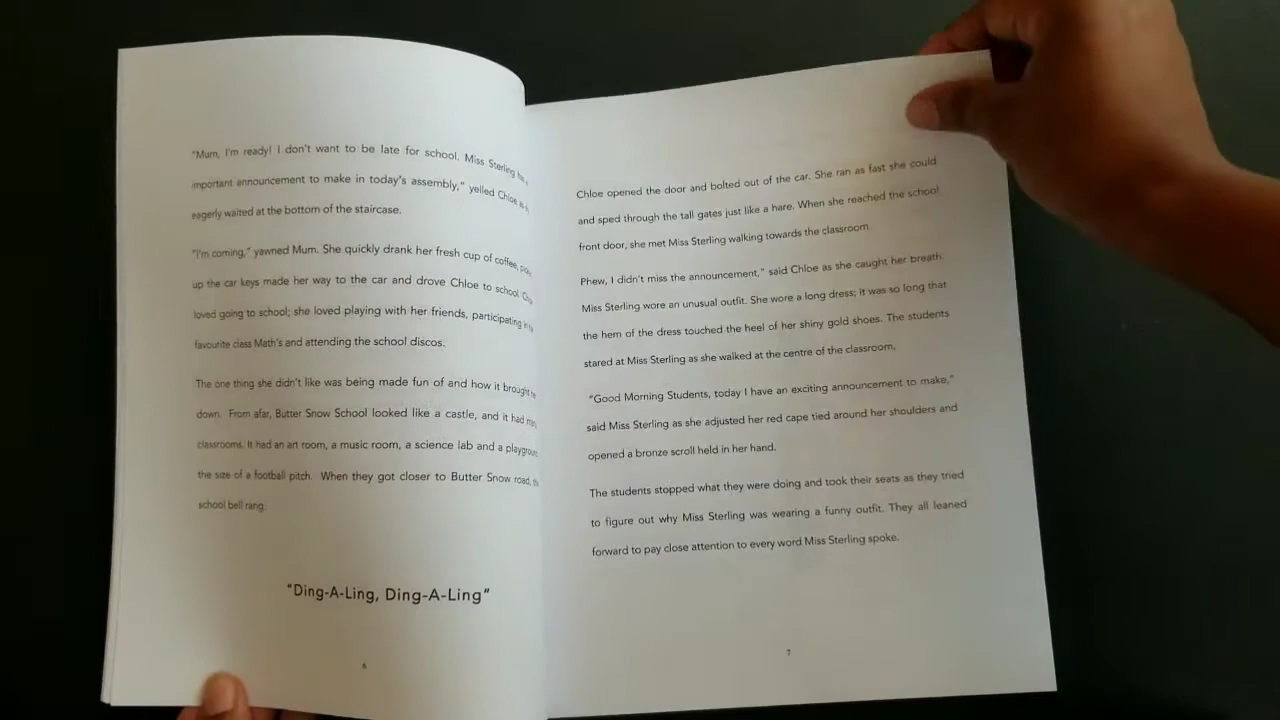 "Mum, I'm ready! I don't want to be late for school. Miss Sterling has
important announcement to make in today's assembly," yelled Chloe as
eagerly waited at the bottom of the staircase.
"I'm coming," yawned Mum. She quickly drank her fresh cup of coffee,
up the car keys made her way to the car and drove Chloe to school.
loved going to school; she loved playing with her friends, participating in
favourite class Math's and attending the school discos.
The one thing she didn't like was being made fun of and how it brought
down. From afar, Butter Snow School looked like a castle, and it had
classrooms. It had an art room, a music room, a science lab and a playground
the size of a football pitch. When they got closer to Butter Snow road,
school bell rang.
"Ding-A-Ling, Ding-A-Ling"
6
Chloe opened the door and bolted out of the car. She ran as fast she could
and sped through the tall gates just like a hare. When she reached the school
front door, she met Miss Sterling walking towards the classroom.
Phew, I didn't miss the announcement," said Chloe as she caught her breath.
Miss Sterling wore an unusual outfit. She wore a long dress; it was so long that
the hem of the dress touched the heel of her shiny gold shoes. The students
stared at Miss Sterling as she walked at the centre of the classroom.
"Good Morning Students, today I have an exciting announcement to make,"
said Miss Sterling as she adjusted her red cape tied around her shoulders and
opened a bronze scroll held in her hand.
The students stopped what they were doing and took their seats as they tried
to figure out why Miss Sterling was wearing a funny outfit. They all leaned
forward to pay close attention to every word Miss Sterling spoke.
7